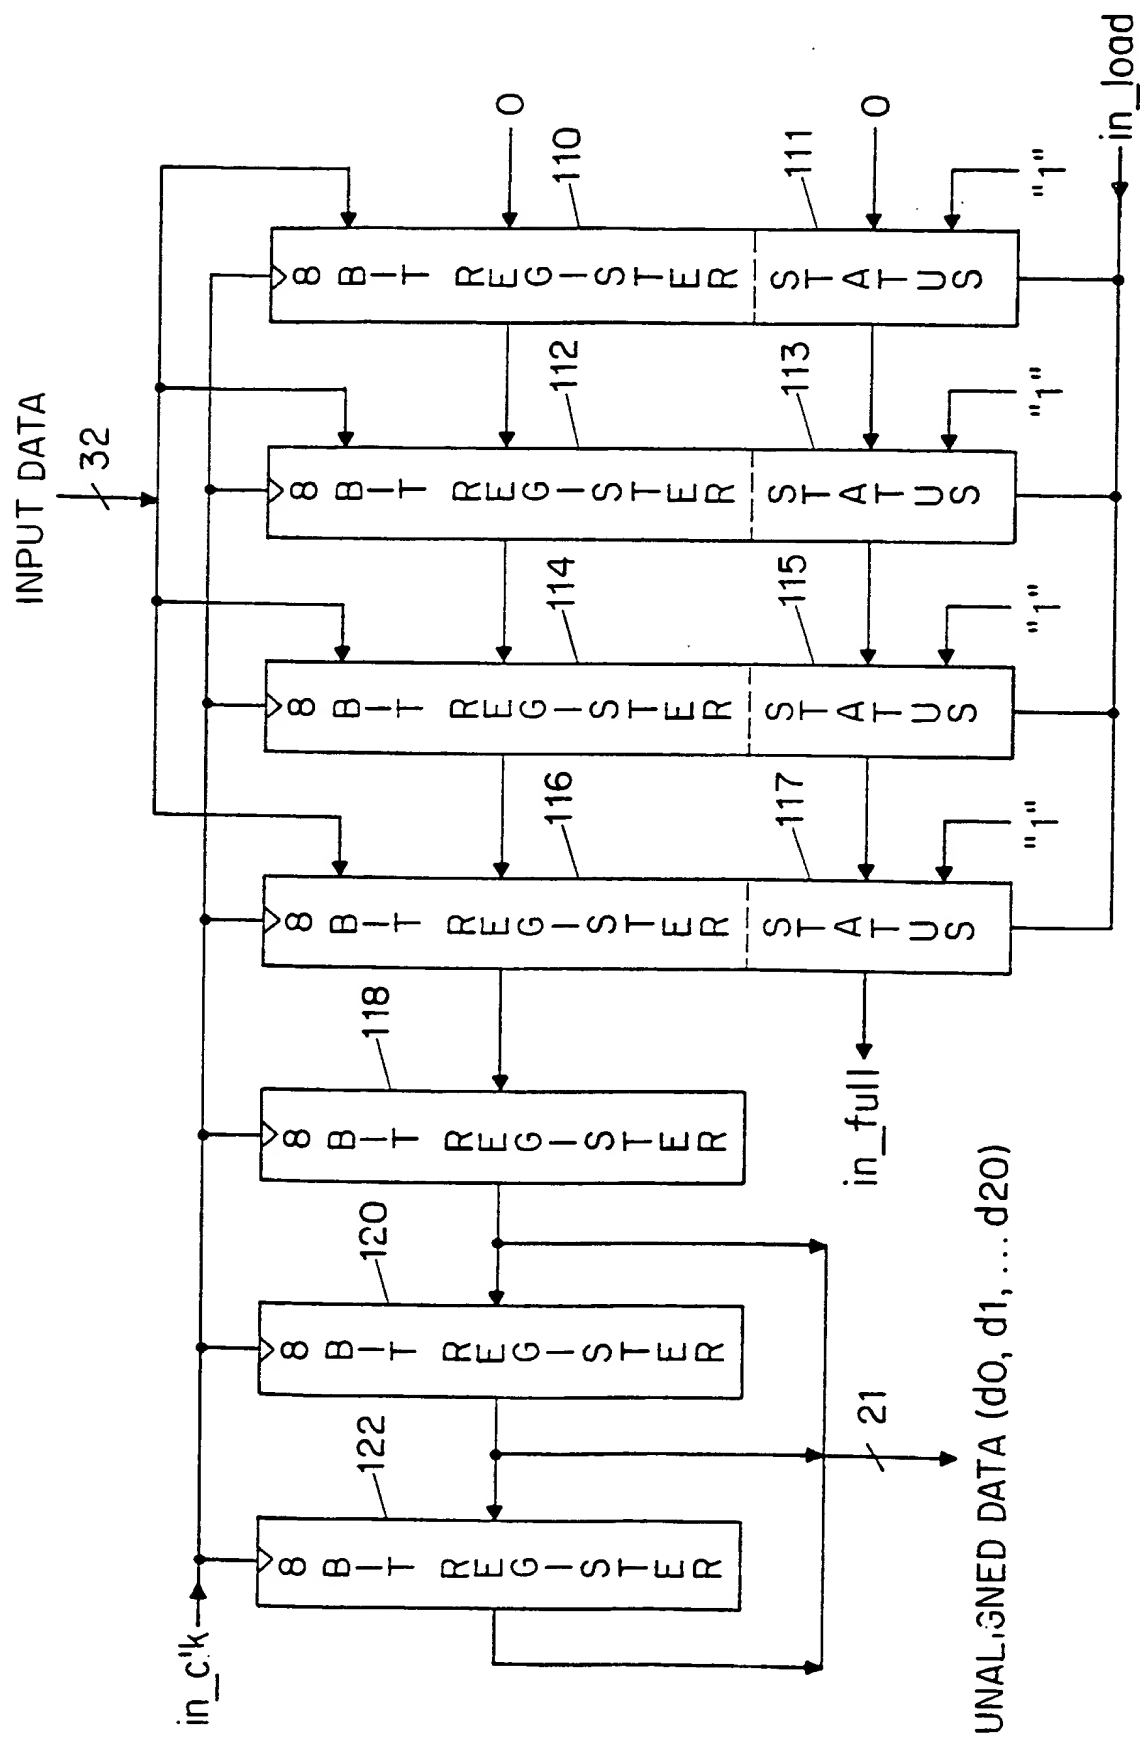 INPUT DATA
32
in_c'k
122
120
118
116
114
112
110
0
8 BIT REGISTER
8 BIT REGISTER
8 BIT REGISTER
8 BIT REGISTER
8 BIT REGISTER
8 BIT REGISTER
8 BIT REGISTER
117
115
113
111
0
STATUS
STATUS
STATUS
STATUS
"1"
"1"
"1"
"1"
in_full
in_load
21
UNALIGNED DATA (d0, d1, ...d20)